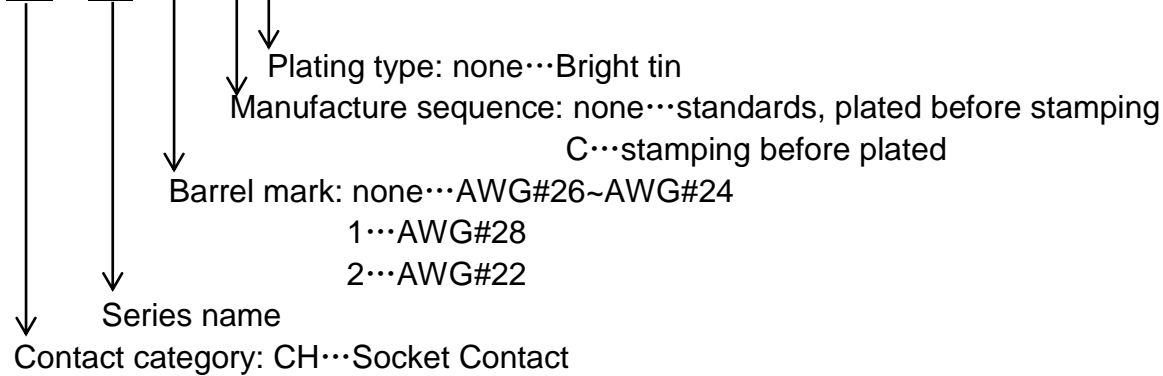 Plating type: none···Bright tin
Manufacture sequence: none···standards, plated before stamping
C···stamping before plated
Barrel mark: none···AWG#26~AWG#24
1···AWG#28
2···AWG#22
Series name
Contact category: CH···Socket Contact